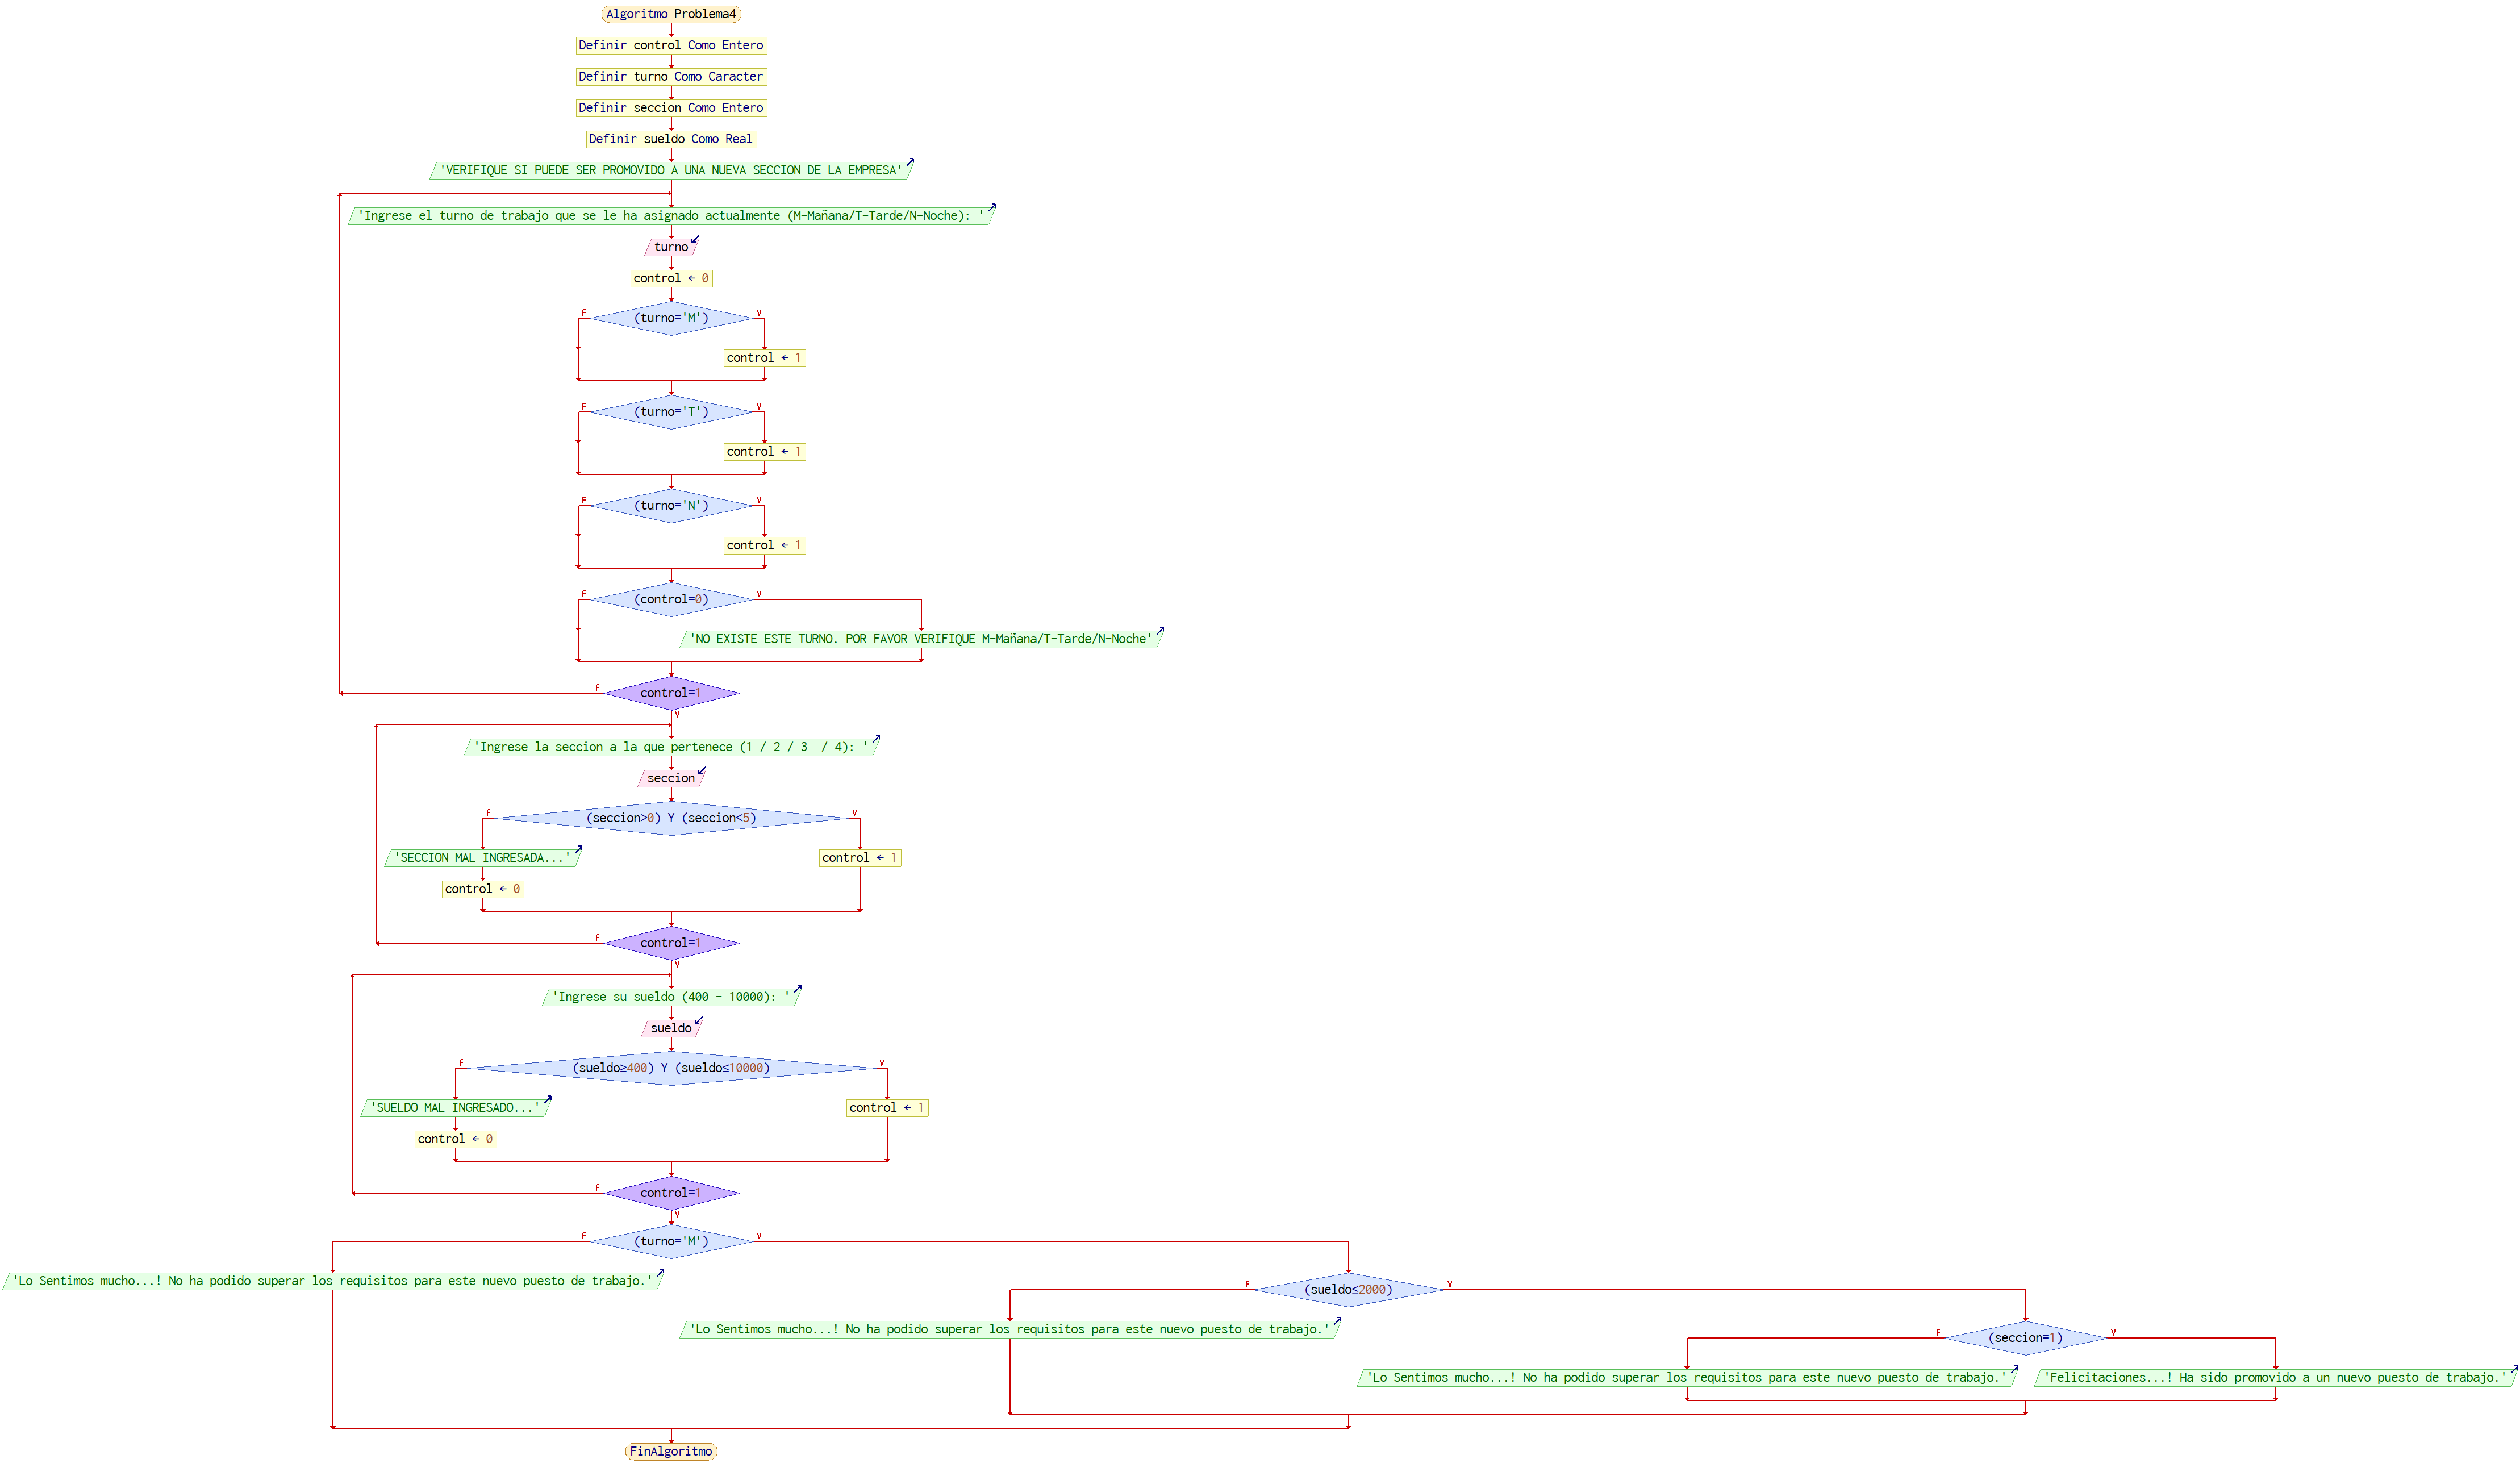 Algoritmo Problema4
Definir control Como Entero
Definir turno Como Caracter
Definir seccion Como Entero
Definir sueldo Como Real
'VERIFIQUE SI PUEDE SER PROMOVIDO A UNA NUEVA SECCION DE LA EMPRESA'
'Ingrese el turno de trabajo que se le ha asignado actualmente (M-Mañana/T-Tarde/N-Noche): '
turno
control ← 0
F
(turno='M')
V
control ← 1
F
(turno='T')
V
control ← 1
F
(turno='N')
V
control ← 1
F
(control=0)
V
'NO EXISTE ESTE TURNO. POR FAVOR VERIFIQUE M-Mañana/T-Tarde/N-Noche'
F
control=1
V
'Ingrese la seccion a la que pertenece (1 / 2 / 3  / 4): '
seccion
F
(seccion>0) Y (seccion<5)
V
'SECCION MAL INGRESADA...'
control ← 1
control ← 0
F
control=1
V
'Ingrese su sueldo (400 - 10000): '
sueldo
F
(sueldo≥400) Y (sueldo≤10000)
V
'SUELDO MAL INGRESADO...'
control ← 1
control ← 0
F
control=1
V
F
(turno='M')
V
'Lo Sentimos mucho...! No ha podido superar los requisitos para este nuevo puesto de trabajo.'
F
(sueldo≤2000)
V
'Lo Sentimos mucho...! No ha podido superar los requisitos para este nuevo puesto de trabajo.'
F
(seccion=1)
V
'Lo Sentimos mucho...! No ha podido superar los requisitos para este nuevo puesto de trabajo.'
'Felicitaciones...! Ha sido promovido a un nuevo puesto de trabajo.'
FinAlgoritmo